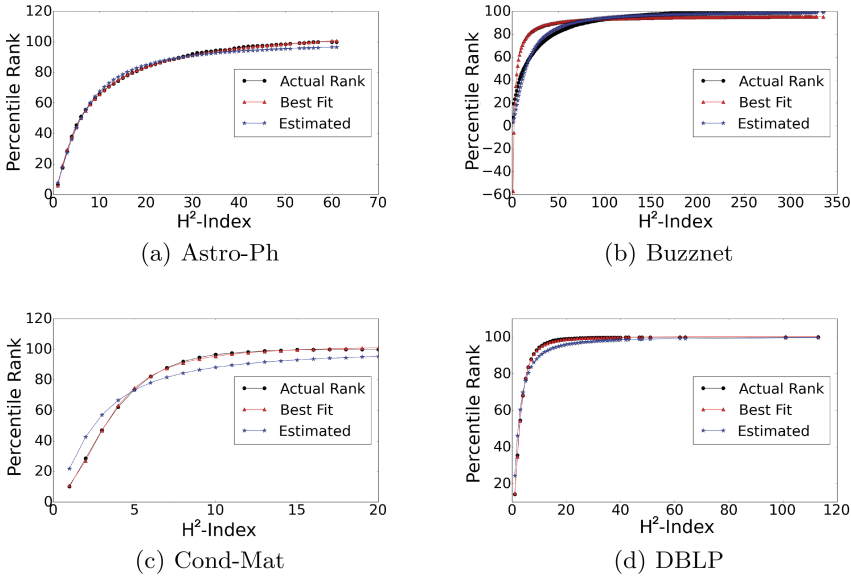 120
100
80
60
40
20
0
Percentile Rank
Actual Rank
Best Fit
Estimated
0 10 20 30 40 50 60 70
H²-Index
(a) Astro-Ph
100
80
60
40
20
0
−20
−40
−60
Percentile Rank
Actual Rank
Best Fit
Estimated
0 50 100 150 200 250 300 350
H²-Index
(b) Buzznet
120
100
80
60
40
20
0
Percentile Rank
Actual Rank
Best Fit
Estimated
0 5 10 15 20
H²-Index
(c) Cond-Mat
100
80
60
40
20
Percentile Rank
Actual Rank
Best Fit
Estimated
0 20 40 60 80 100 120
H²-Index
(d) DBLP